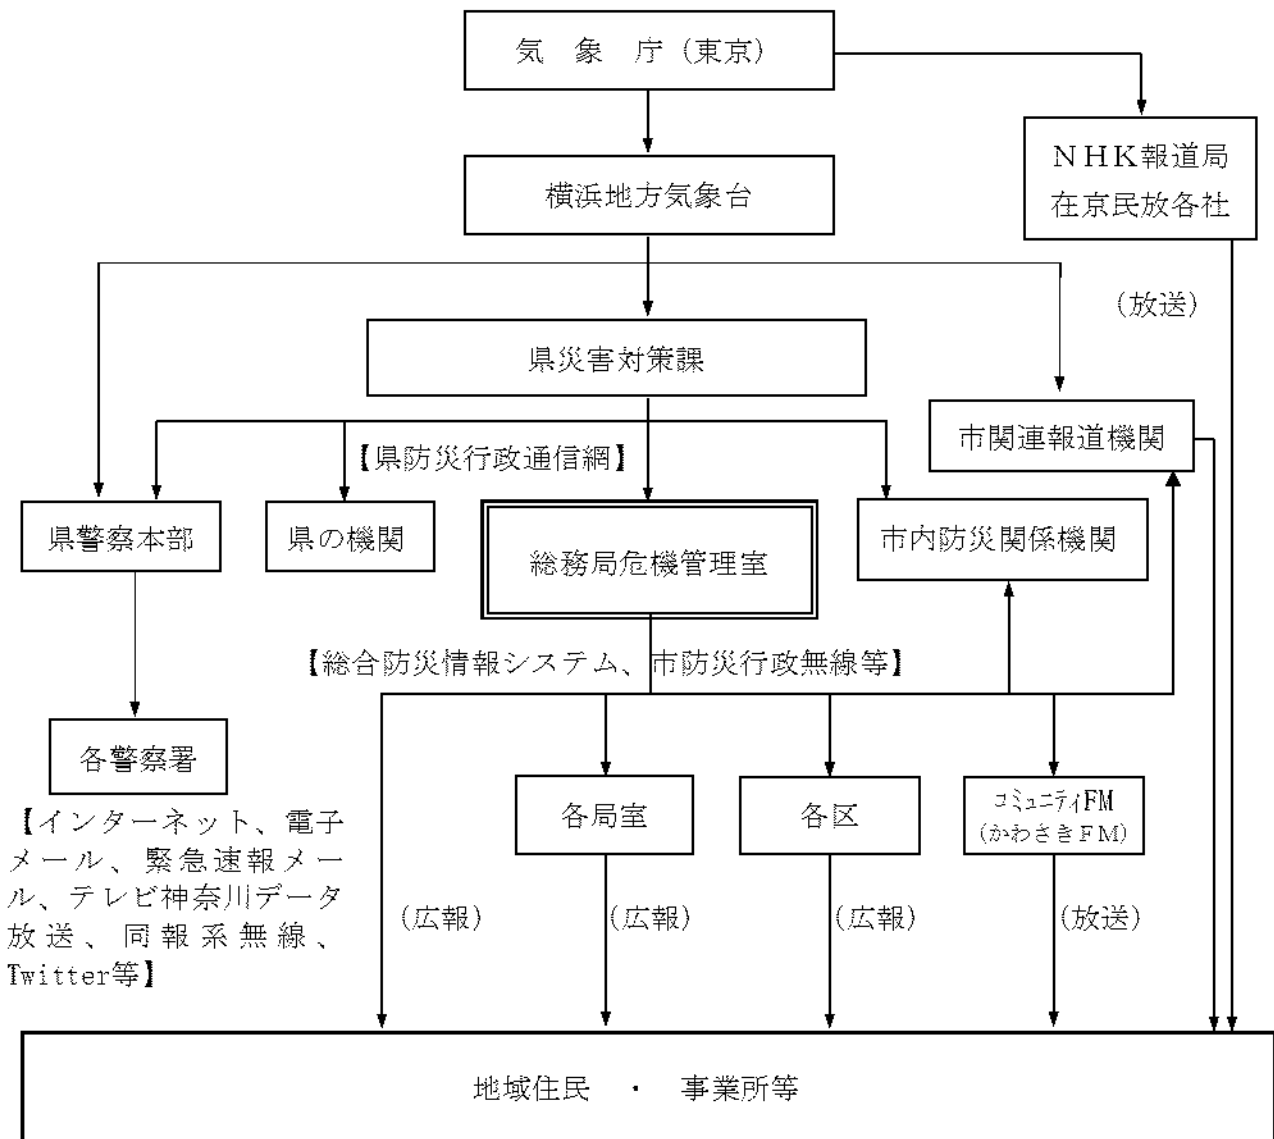 気　象　庁（東京）
横浜地方気象台
ＮＨＫ報道局
在京民放各社
（放送）
県災害対策課
市関連報道機関
【県防災行政通信網】
県警察本部
県の機関
総務局危機管理室
市内防災関係機関
【総合防災情報システム、市防災行政無線等】
各警察署
各局室
各区
コミュニティFM
（かわさきＦＭ）
【インターネット、電子
メール、緊急速報メー
ル、テレビ神奈川データ
放送、同報系無線、
Twitter等】
（広報）
（広報）
（広報）
（放送）
地域住民　・　事業所等